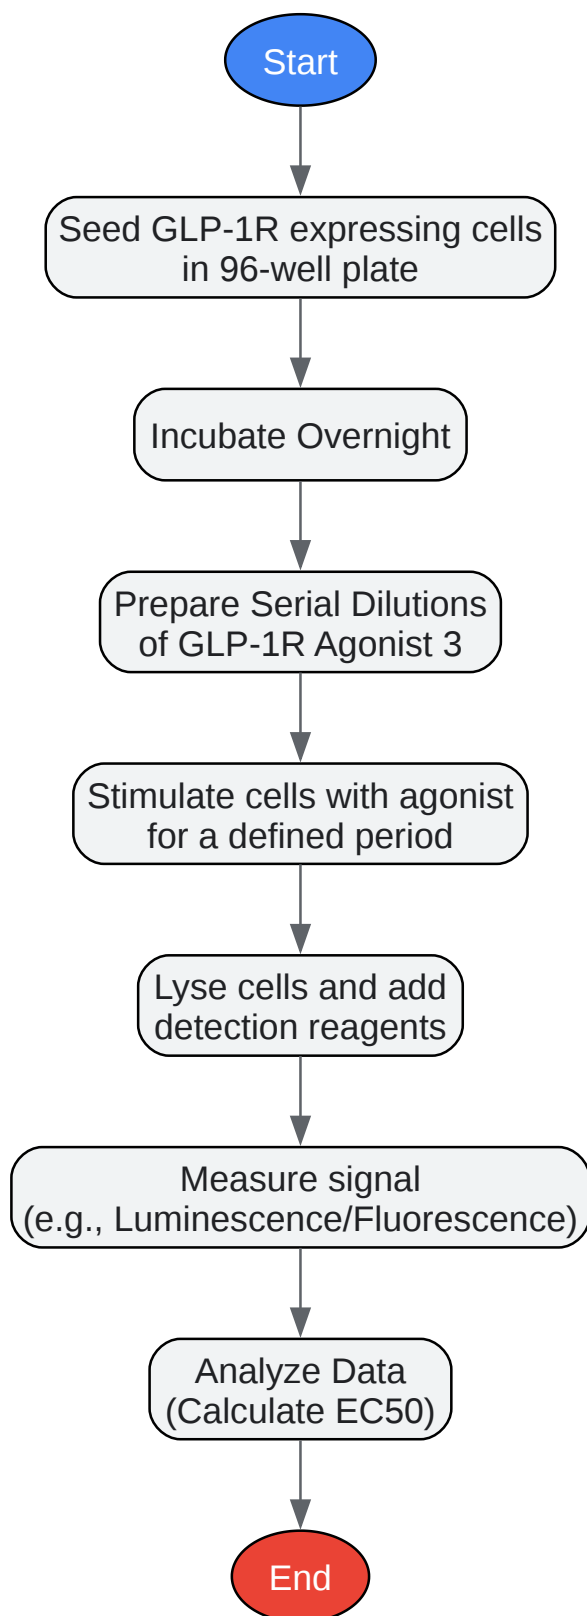 Start
Seed GLP-1R expressing cells
in 96-well plate
Incubate Overnight
Prepare Serial Dilutions
of GLP-1R Agonist 3
Stimulate cells with agonist
for a defined period
Lyse cells and add
detection reagents
Measure signal
(e.g., Luminescence/Fluorescence)
Analyze Data
(Calculate EC50)
End